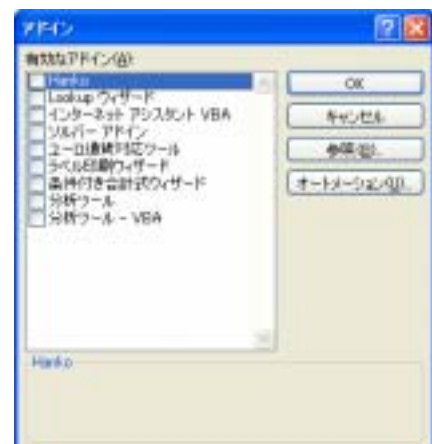 アドイン
有効なアドイン(A):
Hanko
Lookup ウィザード
インターネット アシスタント VBA
ソルバー アドイン
ユーロ通貨対応ツール
ラベル印刷ウィザード
条件付き合計式ウィザード
分析ツール
分析ツール - VBA
OK
キャンセル
参照(B)...
オートメーション(U)...
Hanko